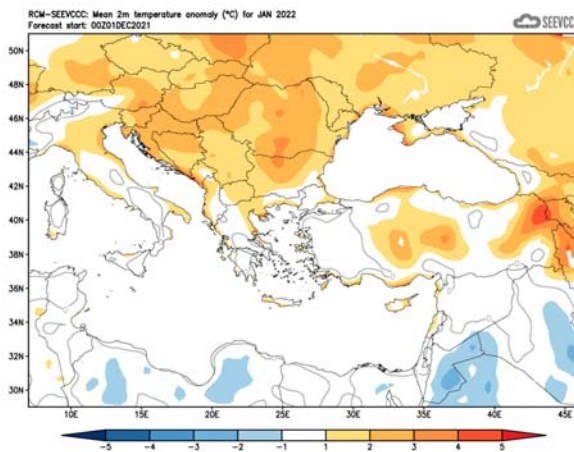 RCM-SEEVCCC: Mean 2m temperature anomaly (°C) for JAN 2022
Forecast start: 00Z01DEC2021
SEEVCCC
50N
48N
46N
44N
42N
40N
38N
36N
34N
32N
30N
10E 15E 20E 25E 30E 35E 40E 45E
-5 -4 -3 -2 -1 1 2 3 4 5